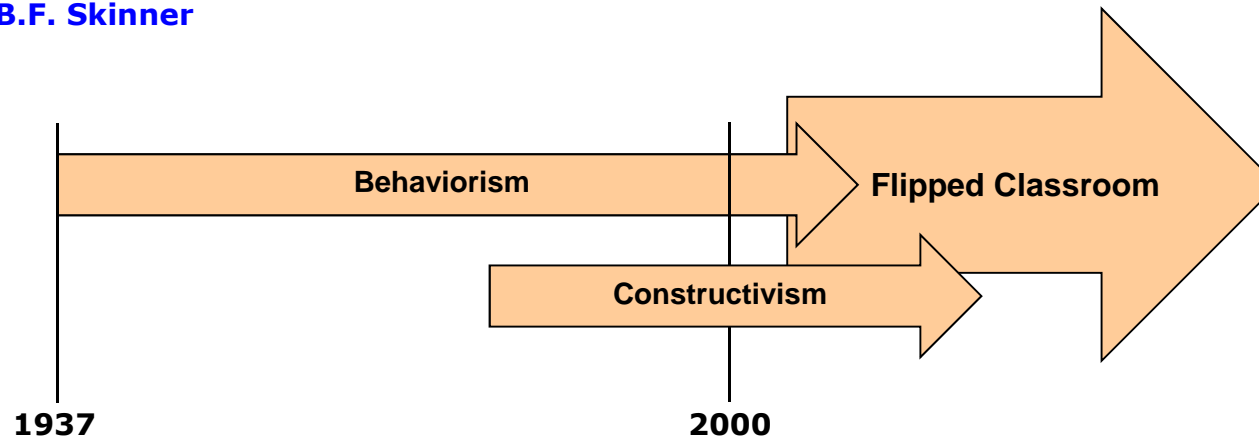 B.F. Skinner
Behaviorism
Flipped Classroom
Constructivism
1937
2000